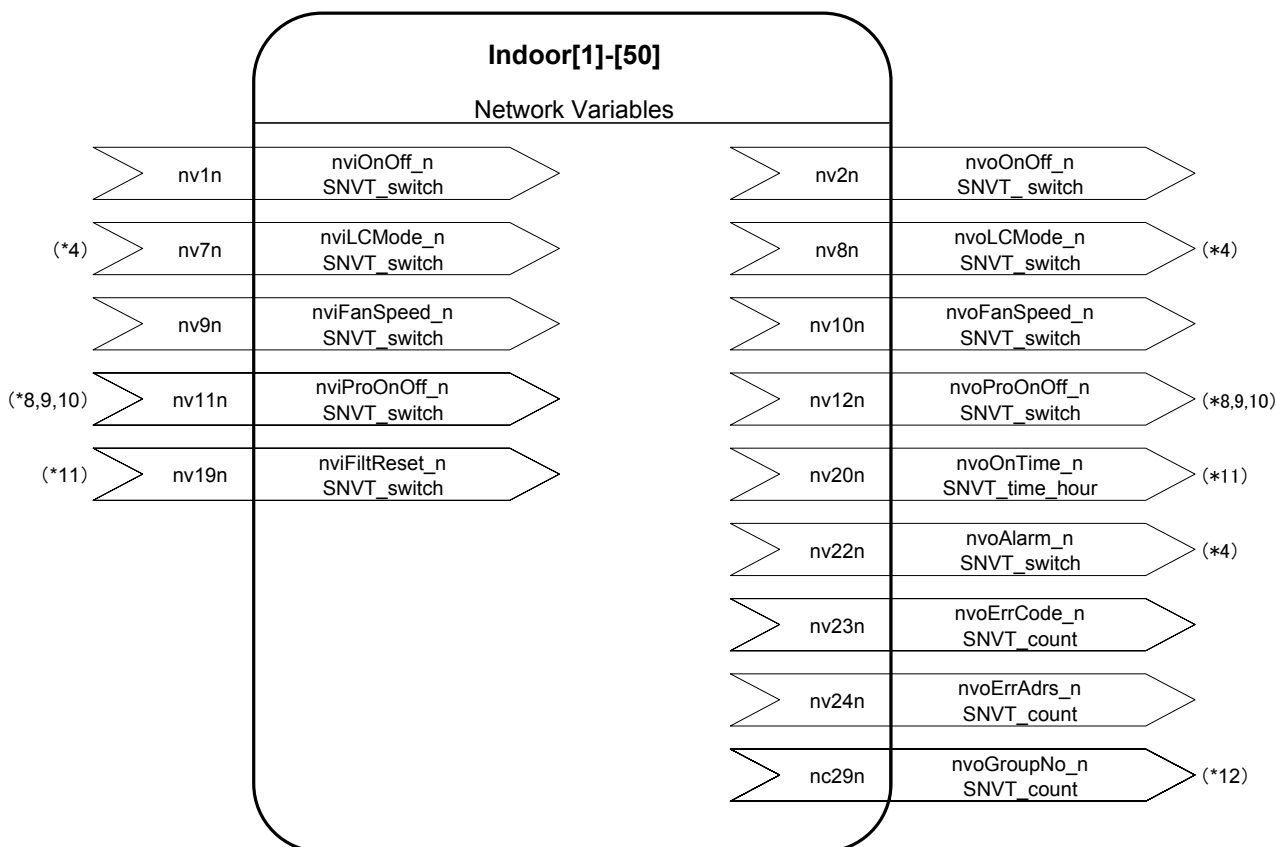 Indoor[1]-[50]
Network Variables
nv1n
nviOnOff_n
SNVT_switch
nv2n
nvoOnOff_n
SNVT_ switch
(*4)
nv7n
nviLCMode_n
SNVT_switch
nv8n
nvoLCMode_n
SNVT_switch
(*4)
nv9n
nviFanSpeed_n
SNVT_switch
nv10n
nvoFanSpeed_n
SNVT_switch
(*8,9,10)
nv11n
nviProOnOff_n
SNVT_switch
nv12n
nvoProOnOff_n
SNVT_switch
(*8,9,10)
(*11)
nv19n
nviFiltReset_n
SNVT_switch
nv20n
nvoOnTime_n
SNVT_time_hour
(*11)
nv22n
nvoAlarm_n
SNVT_switch
(*4)
nv23n
nvoErrCode_n
SNVT_count
nv24n
nvoErrAdrs_n
SNVT_count
nc29n
nvoGroupNo_n
SNVT_count
(*12)